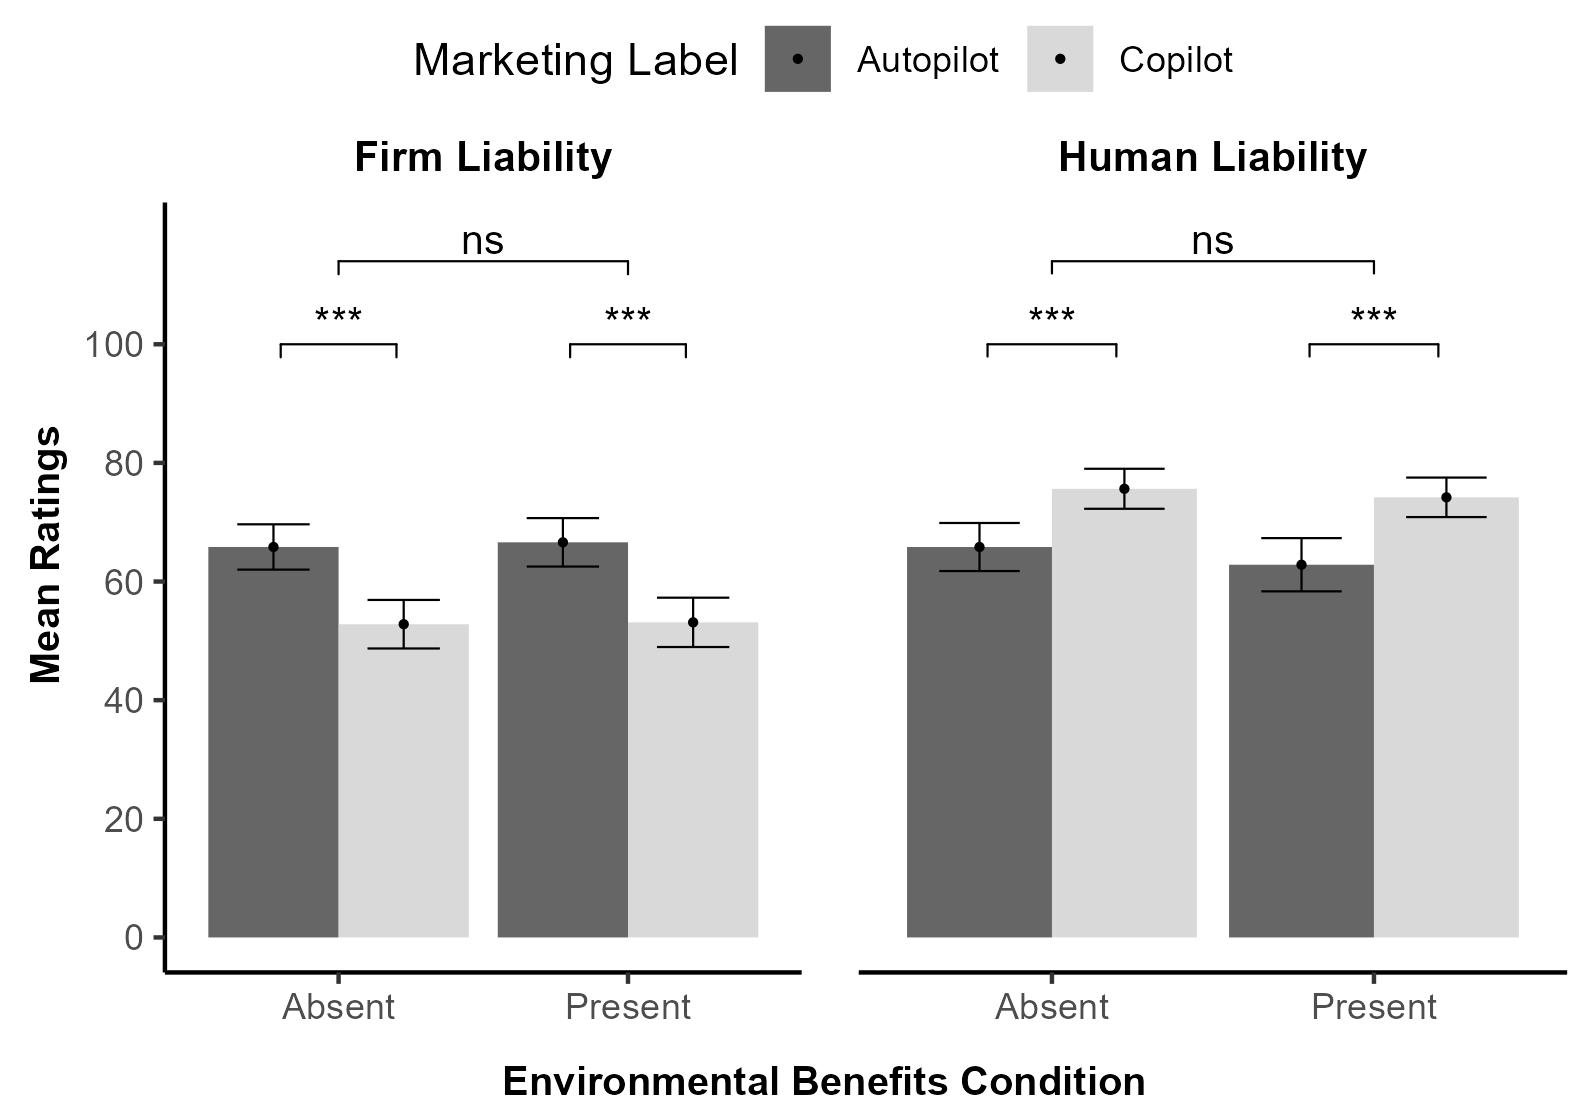 Marketing Label Autopilot Copilot
Firm Liability Human Liability
ns ns
*** *** *** ***
100
80
60
40
20
0
Mean Ratings
Absent Present Absent Present
Environmental Benefits Condition